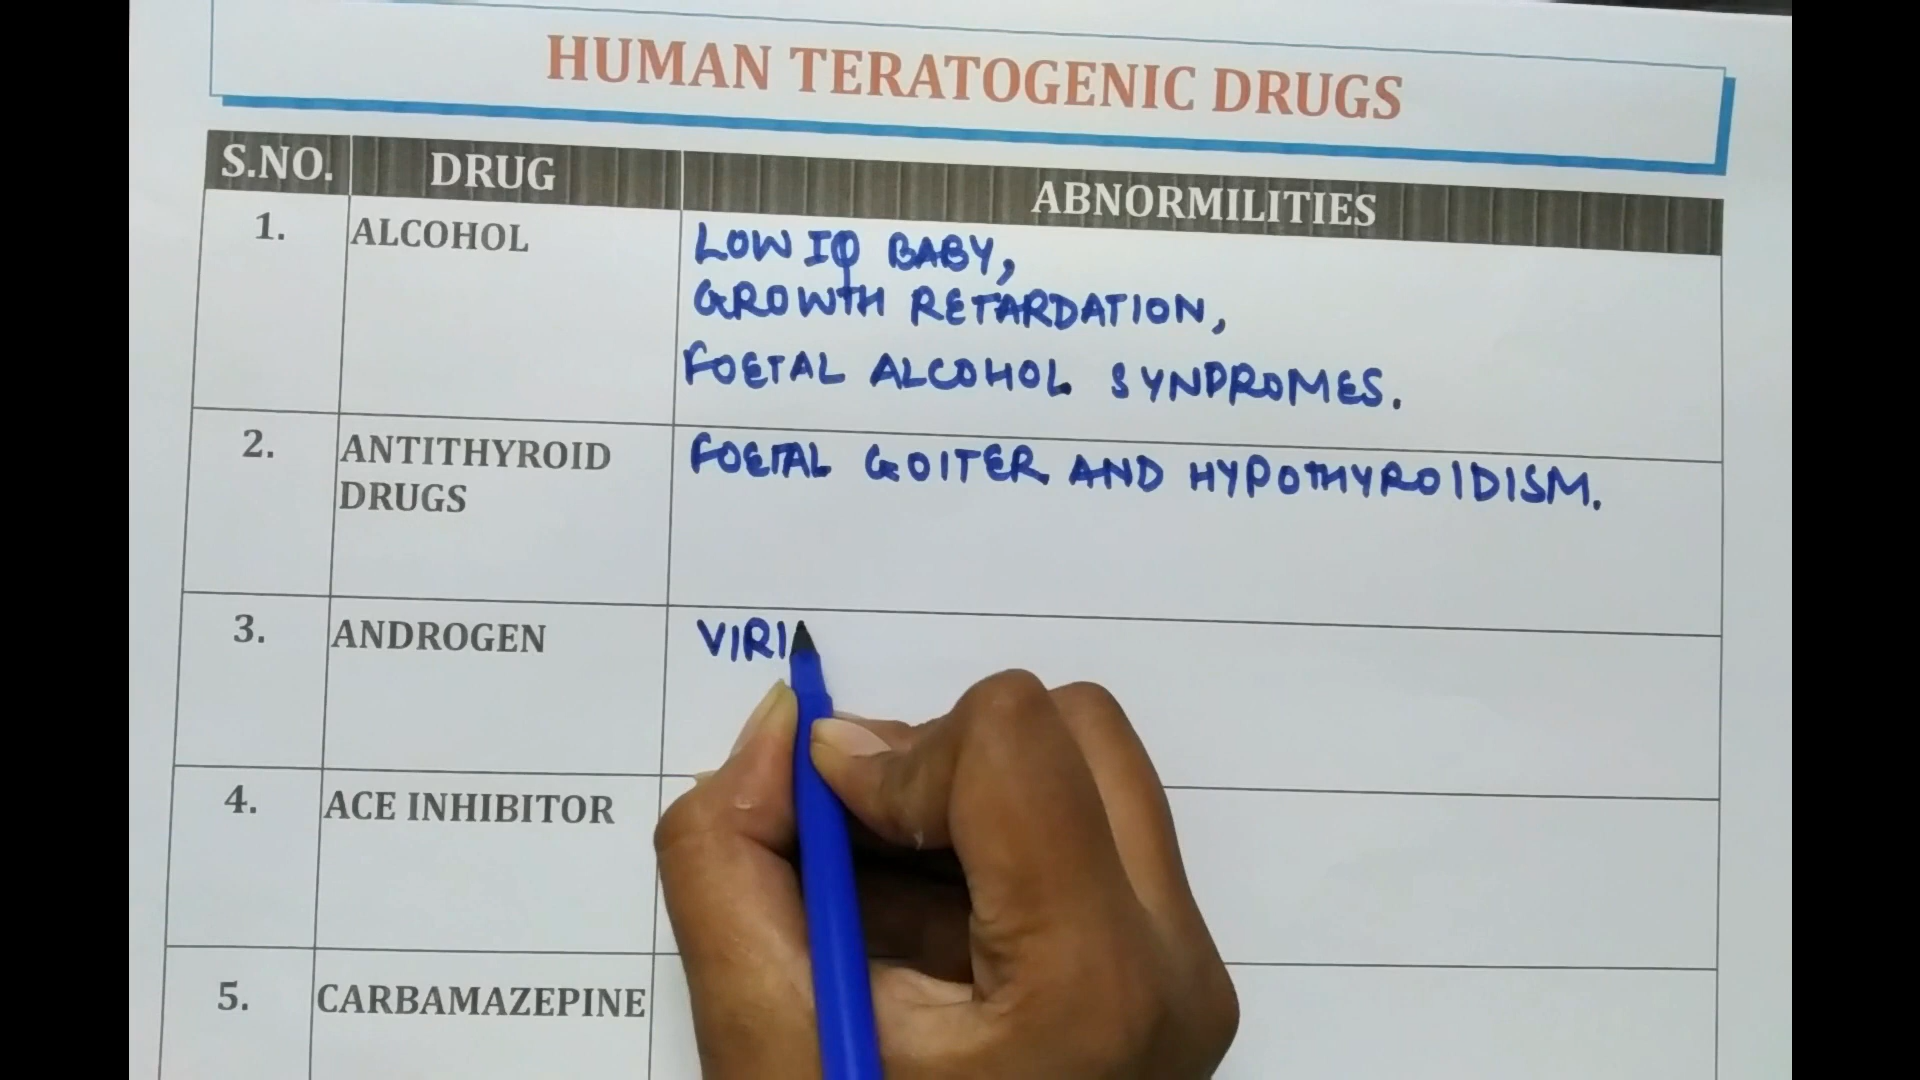 HUMAN TERATOGENIC DRUGS
S.NO. DRUG ABNORMILITIES
1. ALCOHOL LOW IQ BABY,
GROWTH RETARDATION,
FOETAL ALCOHOL SYNDROMES.
2. ANTITHYROID FOETAL GOITER AND HYPOTHYROIDISM.
DRUGS
3. ANDROGEN VIRI
4. ACE INHIBITOR
5. CARBAMAZEPINE